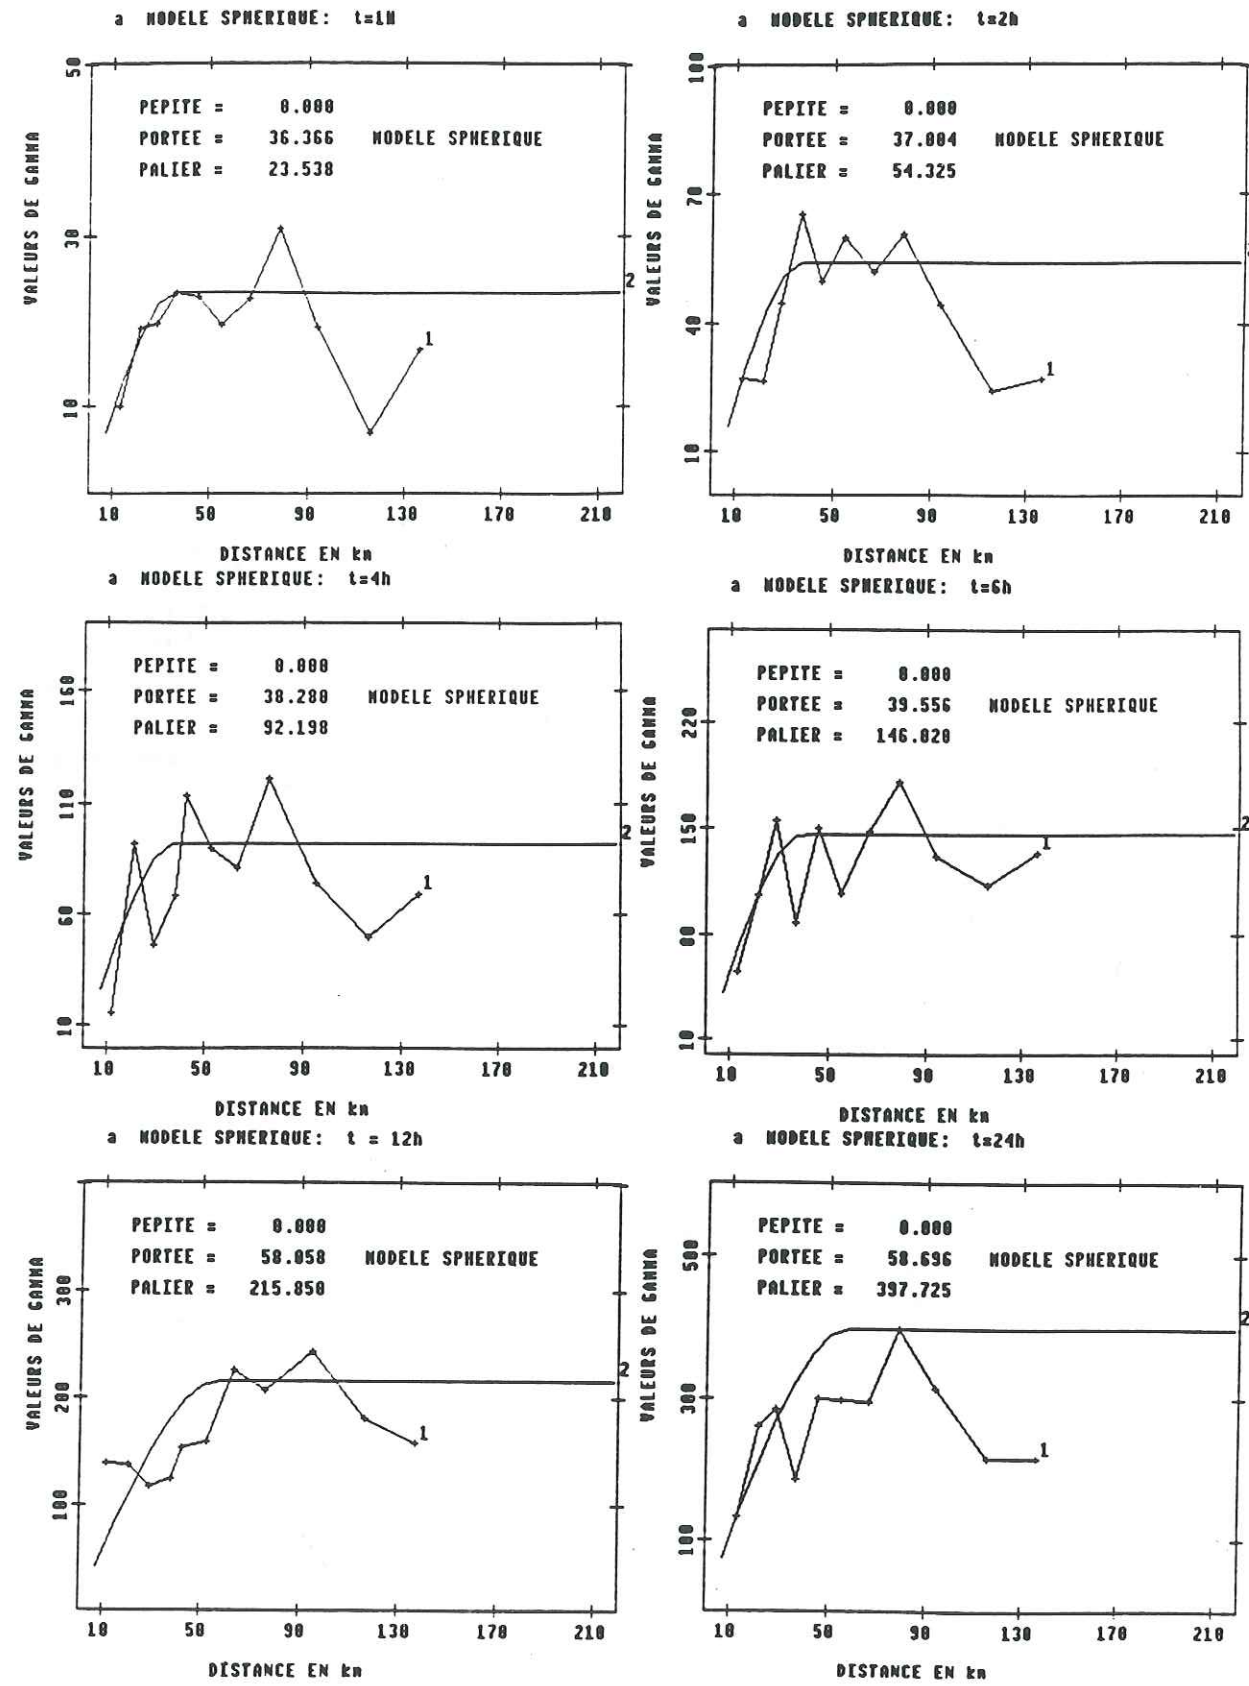 a MODELE SPHERIQUE: t=1H
VALEURS DE GAMMA
50
30
10
PEPITE = 0.000
PORTEE = 36.366 MODELE SPHERIQUE
PALIER = 23.538
2
1
10 50 90 130 170 210
DISTANCE EN km
a MODELE SPHERIQUE: t=2h
VALEURS DE GAMMA
100
70
40
10
PEPITE = 0.000
PORTEE = 37.004 MODELE SPHERIQUE
PALIER = 54.325
1
10 50 90 130 170 210
DISTANCE EN km
a MODELE SPHERIQUE: t=4h
VALEURS DE GAMMA
160
110
60
10
PEPITE = 0.000
PORTEE = 38.280 MODELE SPHERIQUE
PALIER = 92.198
2
1
10 50 90 130 170 210
DISTANCE EN km
a MODELE SPHERIQUE: t=6h
VALEURS DE GAMMA
220
150
80
10
PEPITE = 0.000
PORTEE = 39.556 MODELE SPHERIQUE
PALIER = 146.020
2
1
10 50 90 130 170 210
DISTANCE EN km
a MODELE SPHERIQUE: t = 12h
VALEURS DE GAMMA
300
200
100
PEPITE = 0.000
PORTEE = 58.058 MODELE SPHERIQUE
PALIER = 215.850
2
1
10 50 90 130 170 210
DISTANCE EN km
a MODELE SPHERIQUE: t=24h
VALEURS DE GAMMA
500
300
100
PEPITE = 0.000
PORTEE = 58.696 MODELE SPHERIQUE
PALIER = 397.725
2
1
10 50 90 130 170 210
DISTANCE EN km